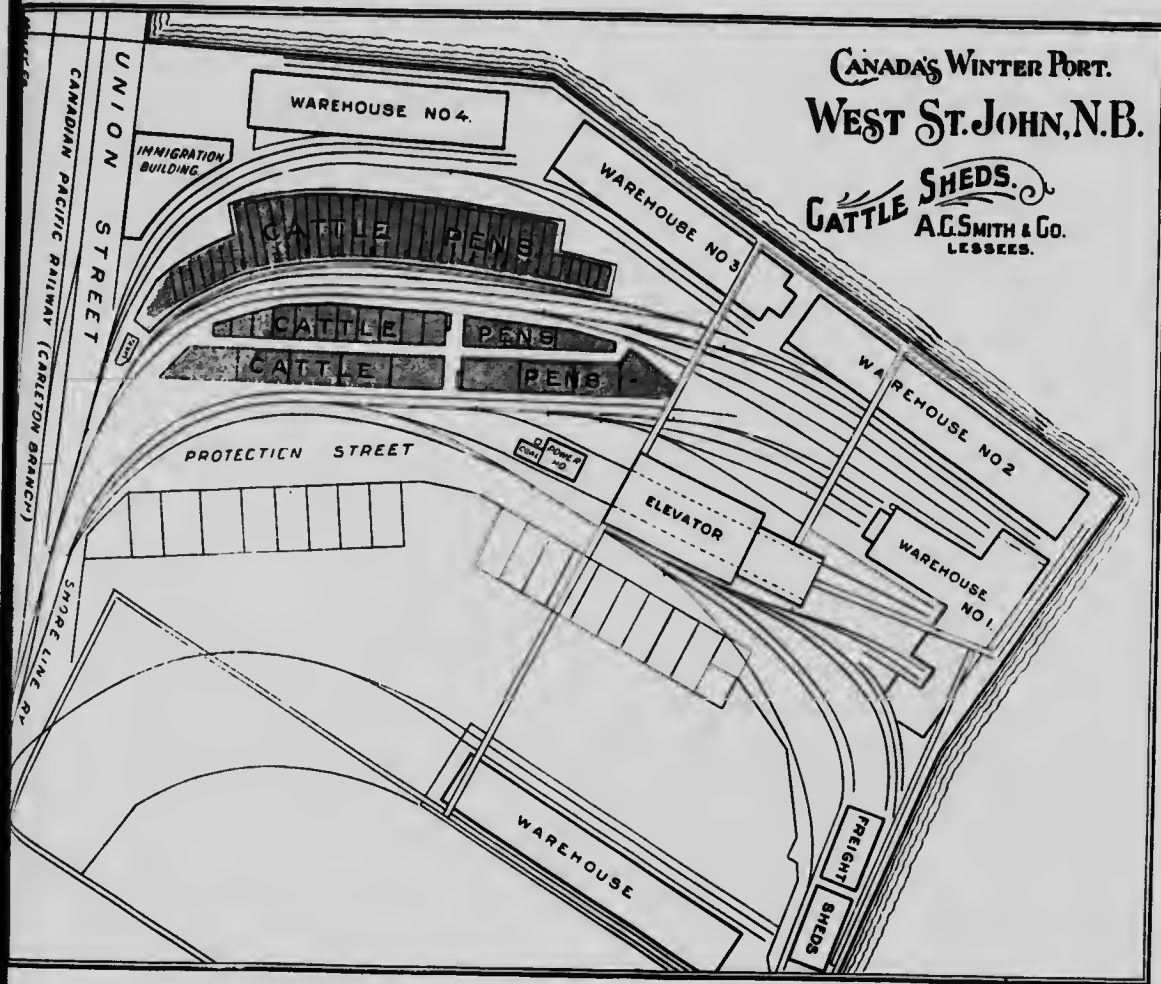 CANADA'S WINTER PORT.
WEST ST. JOHN, N.B.
CATTLE SHEDS.
A.G. SMITH & CO.
LESSEES.
UNION STREET
CANADIAN PACIFIC RAILWAY (CARLETON BRANCH)
SHORE LINE RY
IMMIGRATION
BUILDING.
WAREHOUSE NO 4.
WAREHOUSE NO 3
WAREHOUSE NO 2
WAREHOUSE
NO 1.
CATTLE PENS
CATTLE PENS
CATTLE PENS
PROTECTION STREET
COAL
POWER
HO
ELEVATOR
WAREHOUSE
FREIGHT
SHEDS